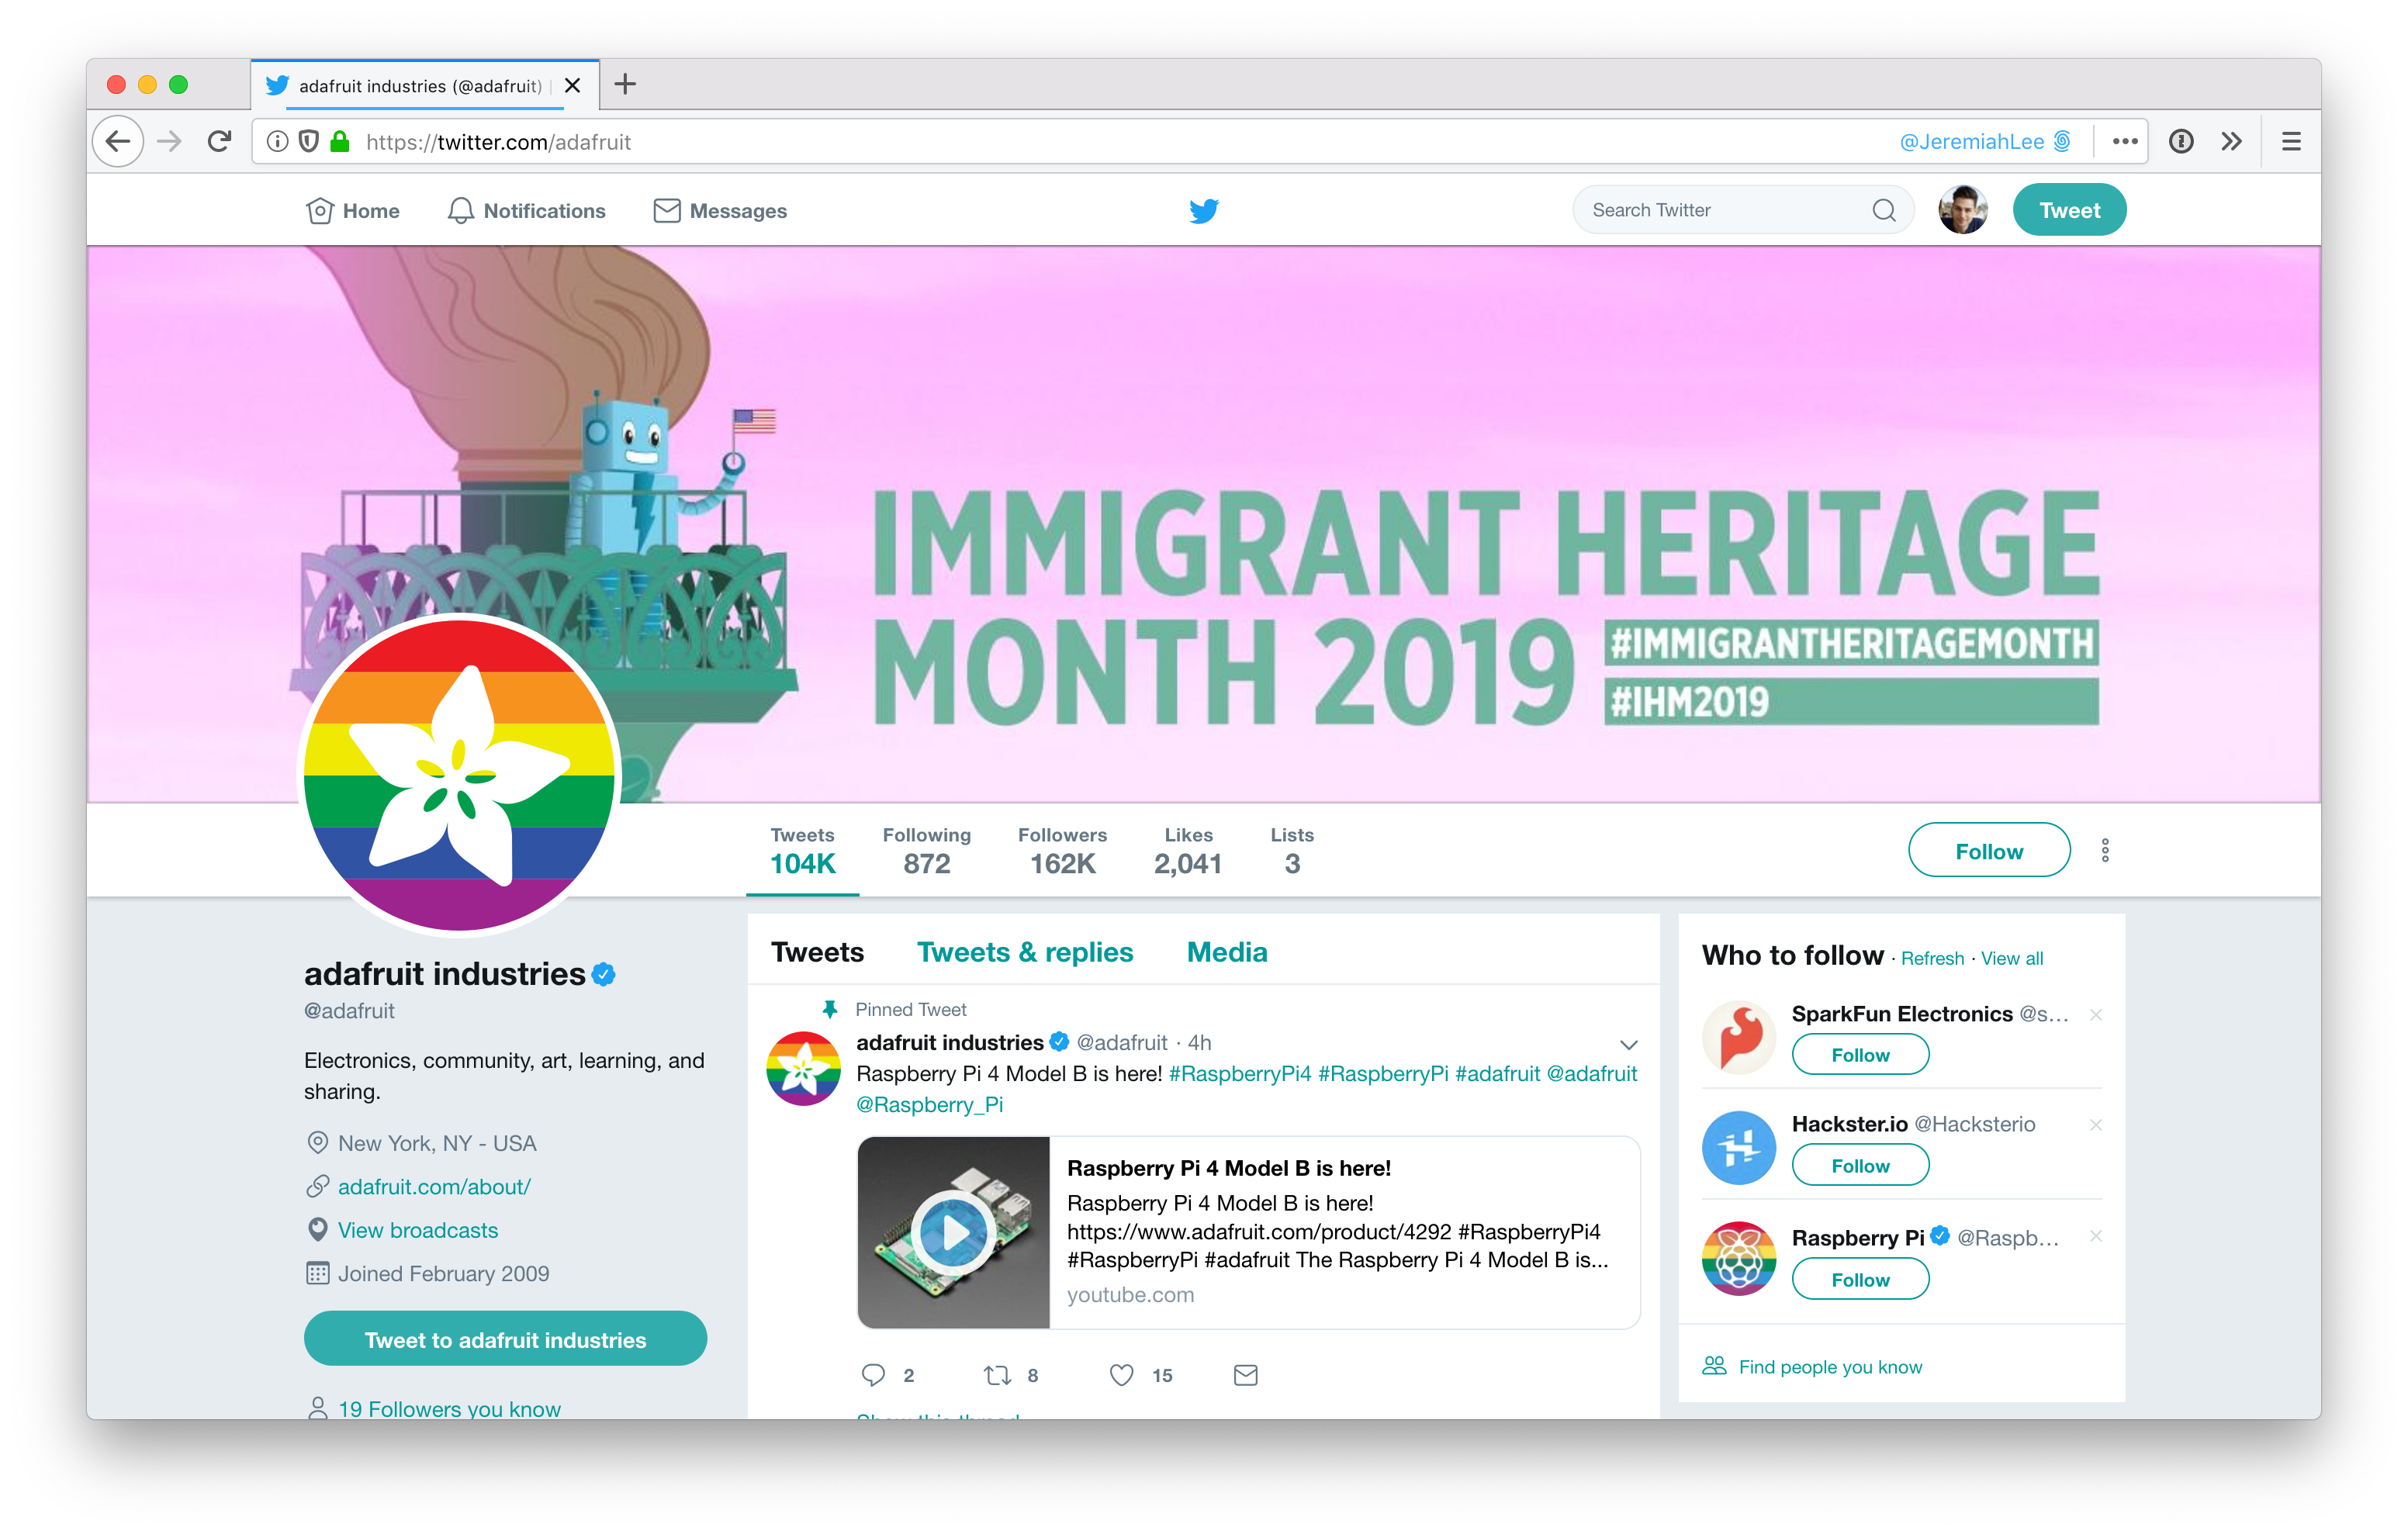 adafruit industries (@adafruit) |
https://twitter.com/adafruit
@JeremiahLee
Home
Notifications
Messages
Search Twitter
Tweet
IMMIGRANT HERITAGE
MONTH 2019
#IMMIGRANTHERITAGEMONTH
#IHM2019
Tweets
104K
Following
872
Followers
162K
Likes
2,041
Lists
3
Follow
adafruit industries
@adafruit
Electronics, community, art, learning, and
sharing.
New York, NY - USA
adafruit.com/about/
View broadcasts
Joined February 2009
Tweet to adafruit industries
19 Followers you know
Tweets
Tweets & replies
Media
Pinned Tweet
adafruit industries @adafruit · 4h
Raspberry Pi 4 Model B is here! #RaspberryPi4 #RaspberryPi #adafruit @adafruit
@Raspberry_Pi
Raspberry Pi 4 Model B is here!
Raspberry Pi 4 Model B is here!
https://www.adafruit.com/product/4292 #RaspberryPi4
#RaspberryPi #adafruit The Raspberry Pi 4 Model B is...
youtube.com
2
8
15
Show this thread
Who to follow · Refresh · View all
SparkFun Electronics @s...
Follow
Hackster.io @Hacksterio
Follow
Raspberry Pi @Raspb...
Follow
Find people you know